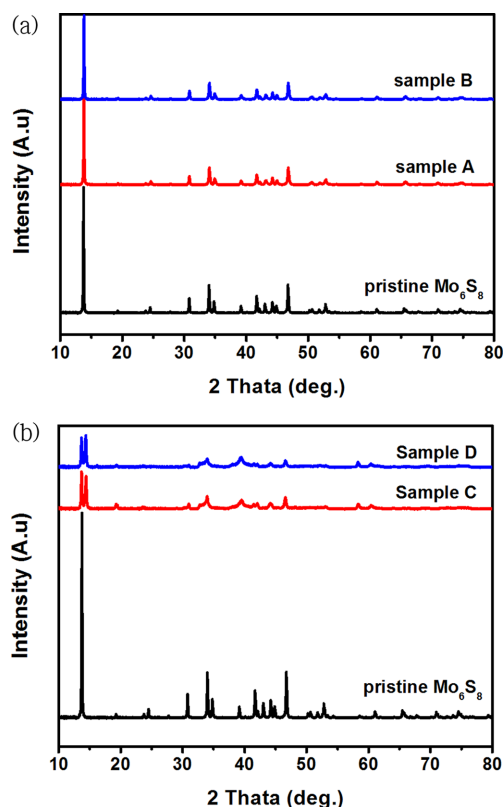 (a)
Intensity (A.u)
sample B
sample A
pristine Mo₆S₈
10 20 30 40 50 60 70 80
2 Thata (deg.)
(b)
Intensity (A.u)
Sample D
Sample C
pristine Mo₆S₈
10 20 30 40 50 60 70 80
2 Thata (deg.)